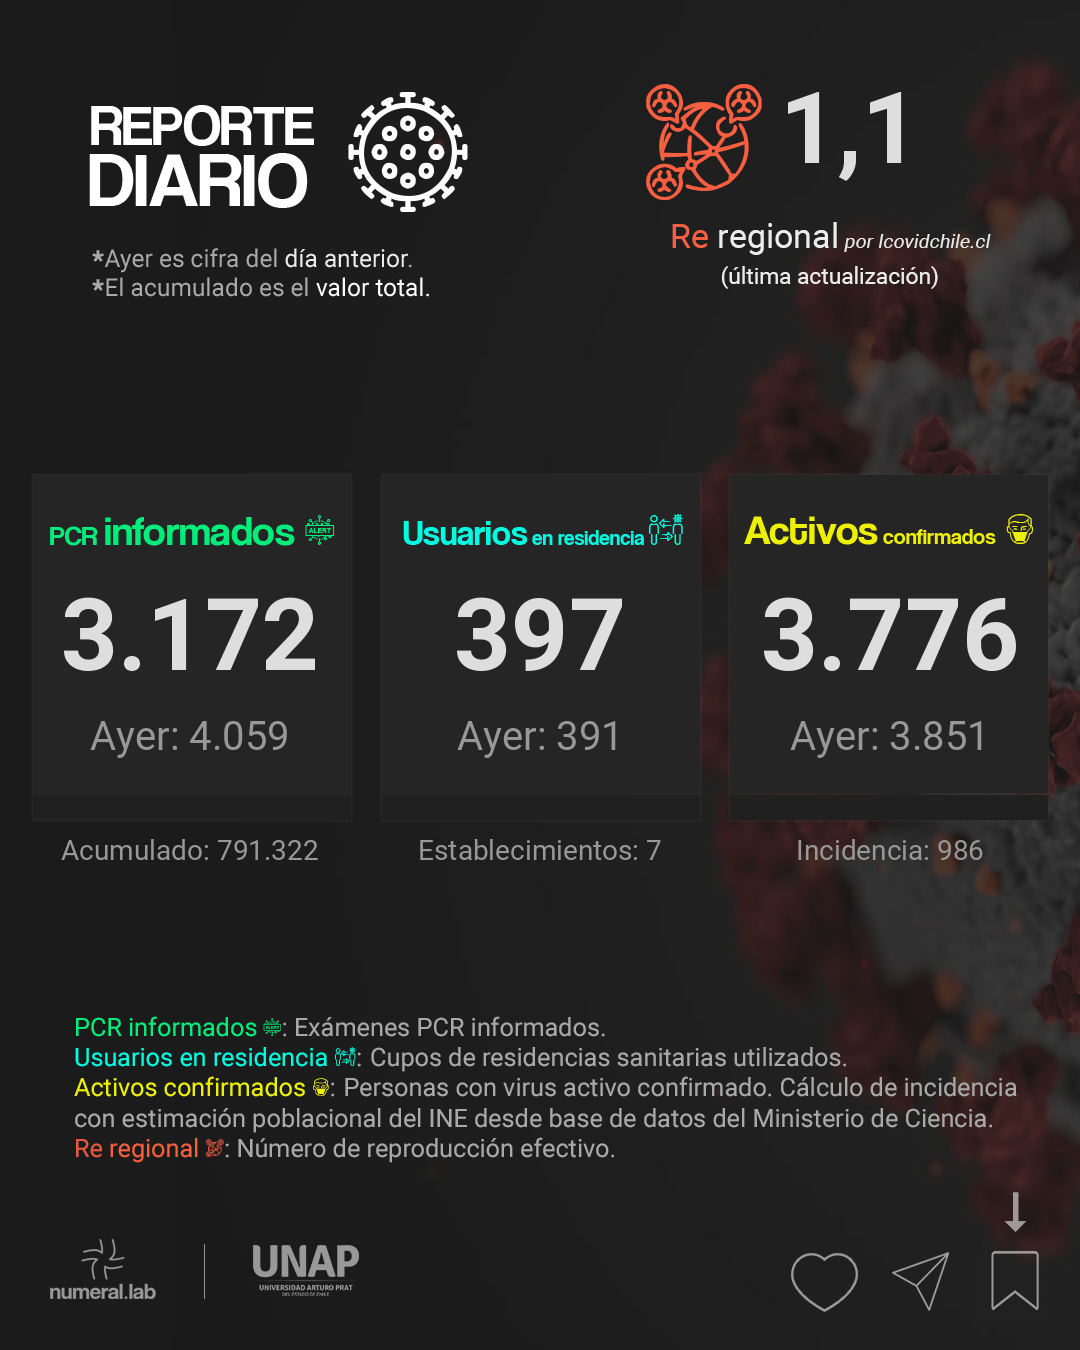 REPORTE
DIARIO
*Ayer es cifra del día anterior.
*El acumulado es el valor total.
1,1
Re regional por Icovidchile.cl
(última actualización)
PCR informados ALERT
3.172
Ayer: 4.059
Acumulado: 791.322
Usuarios en residencia
397
Ayer: 391
Establecimientos: 7
Activos confirmados
3.776
Ayer: 3.851
Incidencia: 986
PCR informados ALERT: Exámenes PCR informados.
Usuarios en residencia : Cupos de residencias sanitarias utilizados.
Activos confirmados : Personas con virus activo confirmado. Cálculo de incidencia
con estimación poblacional del INE desde base de datos del Ministerio de Ciencia.
Re regional : Número de reproducción efectivo.
numeral.lab
UNAP
UNIVERSIDAD ARTURO PRAT
DEL ESTADO DE CHILE